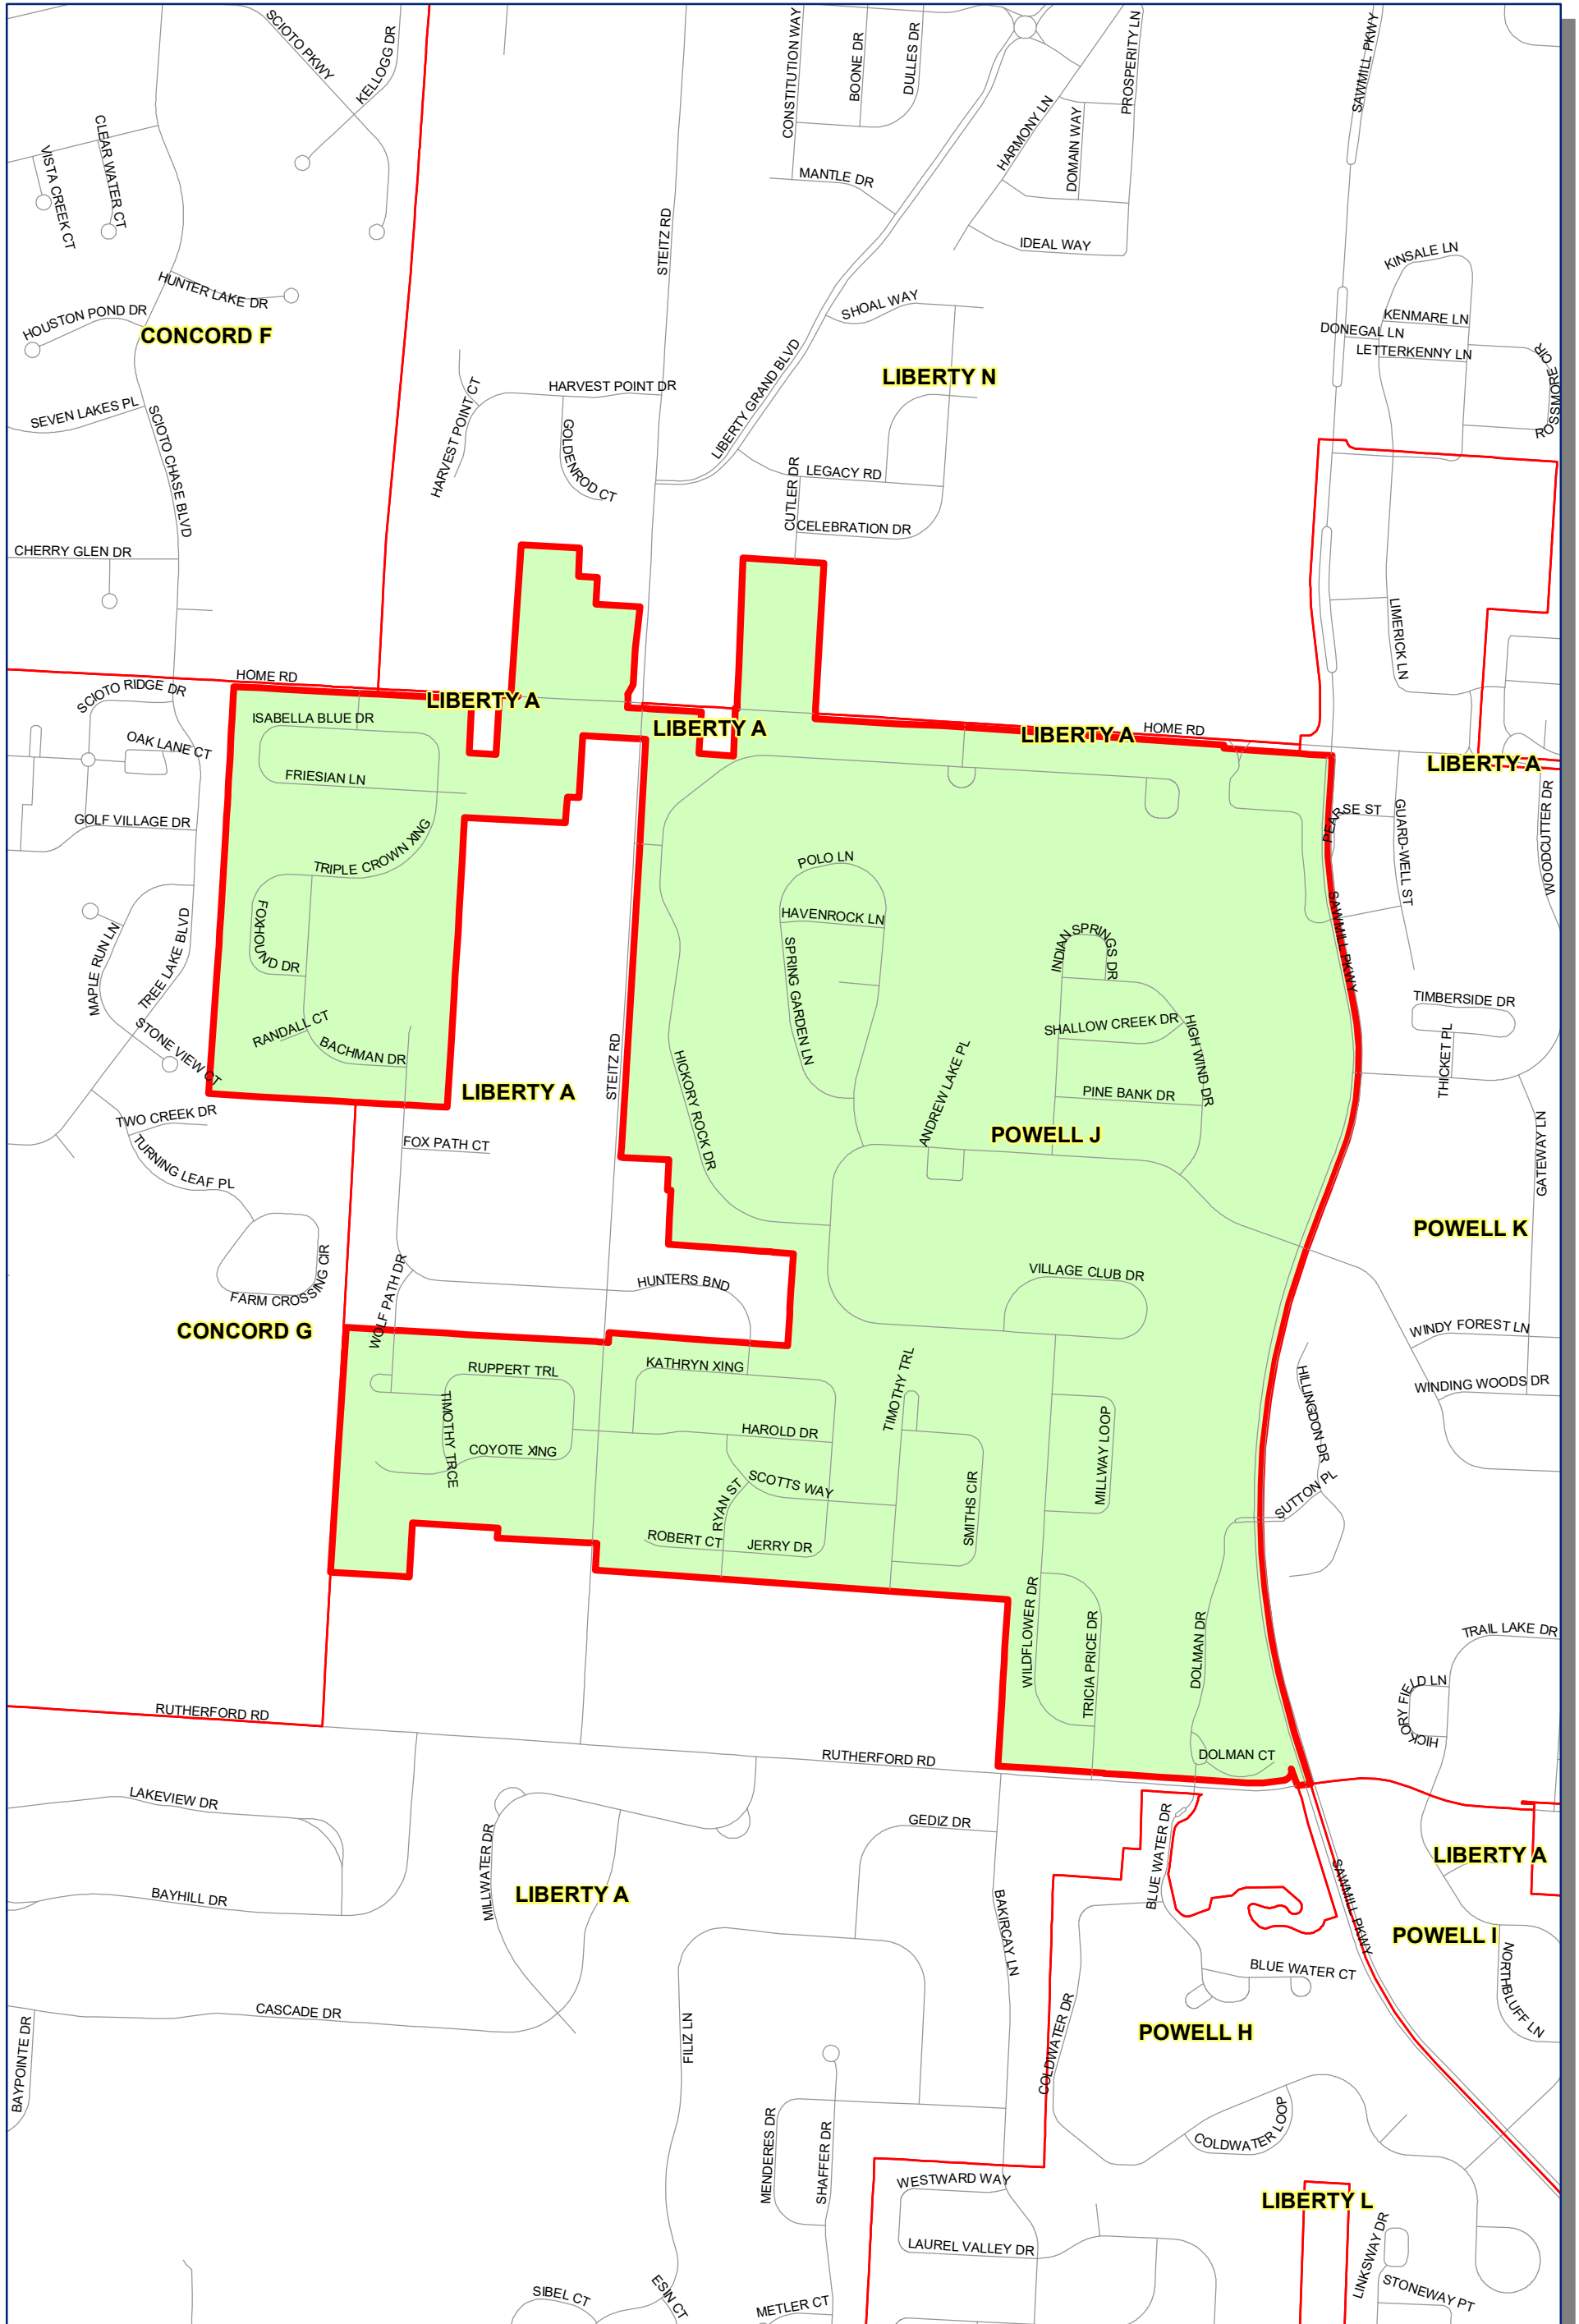 SCIOTO PKWY
KELLOGG DR
CONSTITUTION WAY
BOONE DR
DULLES DR
PROSPERITY LN
SAWMILL PKWY
HARMONY LN
DOMAIN WAY
CLEAR WATER CT
VISTA CREEK CT
MANTLE DR
STEITZ RD
IDEAL WAY
KINSALE LN
HUNTER LAKE DR
HOUSTON POND DR
CONCORD F
SHOAL WAY
KENMARE LN
DONEGAL LN
LETTERKENNY LN
ROSSMORE CIR
LIBERTY GRAND BLVD
LIBERTY N
HARVEST POINT DR
HARVEST POINT CT
GOLDENROD CT
SEVEN LAKES PL
SCIOTO CHASE BLVD
LEGACY RD
CUTLER DR
CELEBRATION DR
CHERRY GLEN DR
LIMERICK LN
HOME RD
SCIOTO RIDGE DR
LIBERTY A
ISABELLA BLUE DR
LIBERTY A
LIBERTY A
HOME RD
OAK LANE CT
LIBERTY A
FRIESIAN LN
WOODCUTTER DR
GOLF VILLAGE DR
PEARSE ST
GUARD-WELL ST
TRIPLE CROWN XING
POLO LN
FOXHOUND DR
HAVENROCK LN
SAWMILL PKWY
MAPLE RUN LN
TREE LAKE BLVD
SPRING GARDEN LN
INDIAN SPRINGS DR
TIMBERSIDE DR
RANDALL CT
BACHMAN DR
STONE VIEW CT
STEITZ RD
HICKORY ROCK DR
SHALLOW CREEK DR
HIGH WIND DR
THICKET PL
ANDREW LAKE PL
LIBERTY A
PINE BANK DR
TWO CREEK DR
POWELL J
FOX PATH CT
TURNING LEAF PL
GATEWAY LN
POWELL K
FARM CROSSING CIR
WOLF PATH DR
HUNTERS BND
VILLAGE CLUB DR
CONCORD G
WINDY FOREST LN
RUPPERT TRL
KATHRYN XING
TIMOTHY TRL
WINDING WOODS DR
HILLINGDON DR
TIMOTHY TRCE
HAROLD DR
MILLWAY LOOP
COYOTE XING
SCOTTS WAY
SUTTON PL
RYAN ST
SMITHS CIR
ROBERT CT
JERRY DR
WILDFLOWER DR
TRICIA PRICE DR
DOLMAN DR
TRAIL LAKE DR
HICKORY FIELD LN
RUTHERFORD RD
RUTHERFORD RD
DOLMAN CT
LAKEVIEW DR
GEDIZ DR
BLUE WATER DR
MILLWATER DR
LIBERTY A
BAYHILL DR
LIBERTY A
BAKIRCAY LN
SAWMILL PKWY
POWELL I
BLUE WATER CT
NORTHBLUFF LN
CASCADE DR
BAYPOINTE DR
FILIZ LN
COLDWATER DR
POWELL H
MENDERES DR
SHAFFER DR
COLDWATER LOOP
WESTWARD WAY
LIBERTY L
LAUREL VALLEY DR
LINKSWAY DR
SIBEL CT
ESIN CT
METLER CT
STONEWAY PT